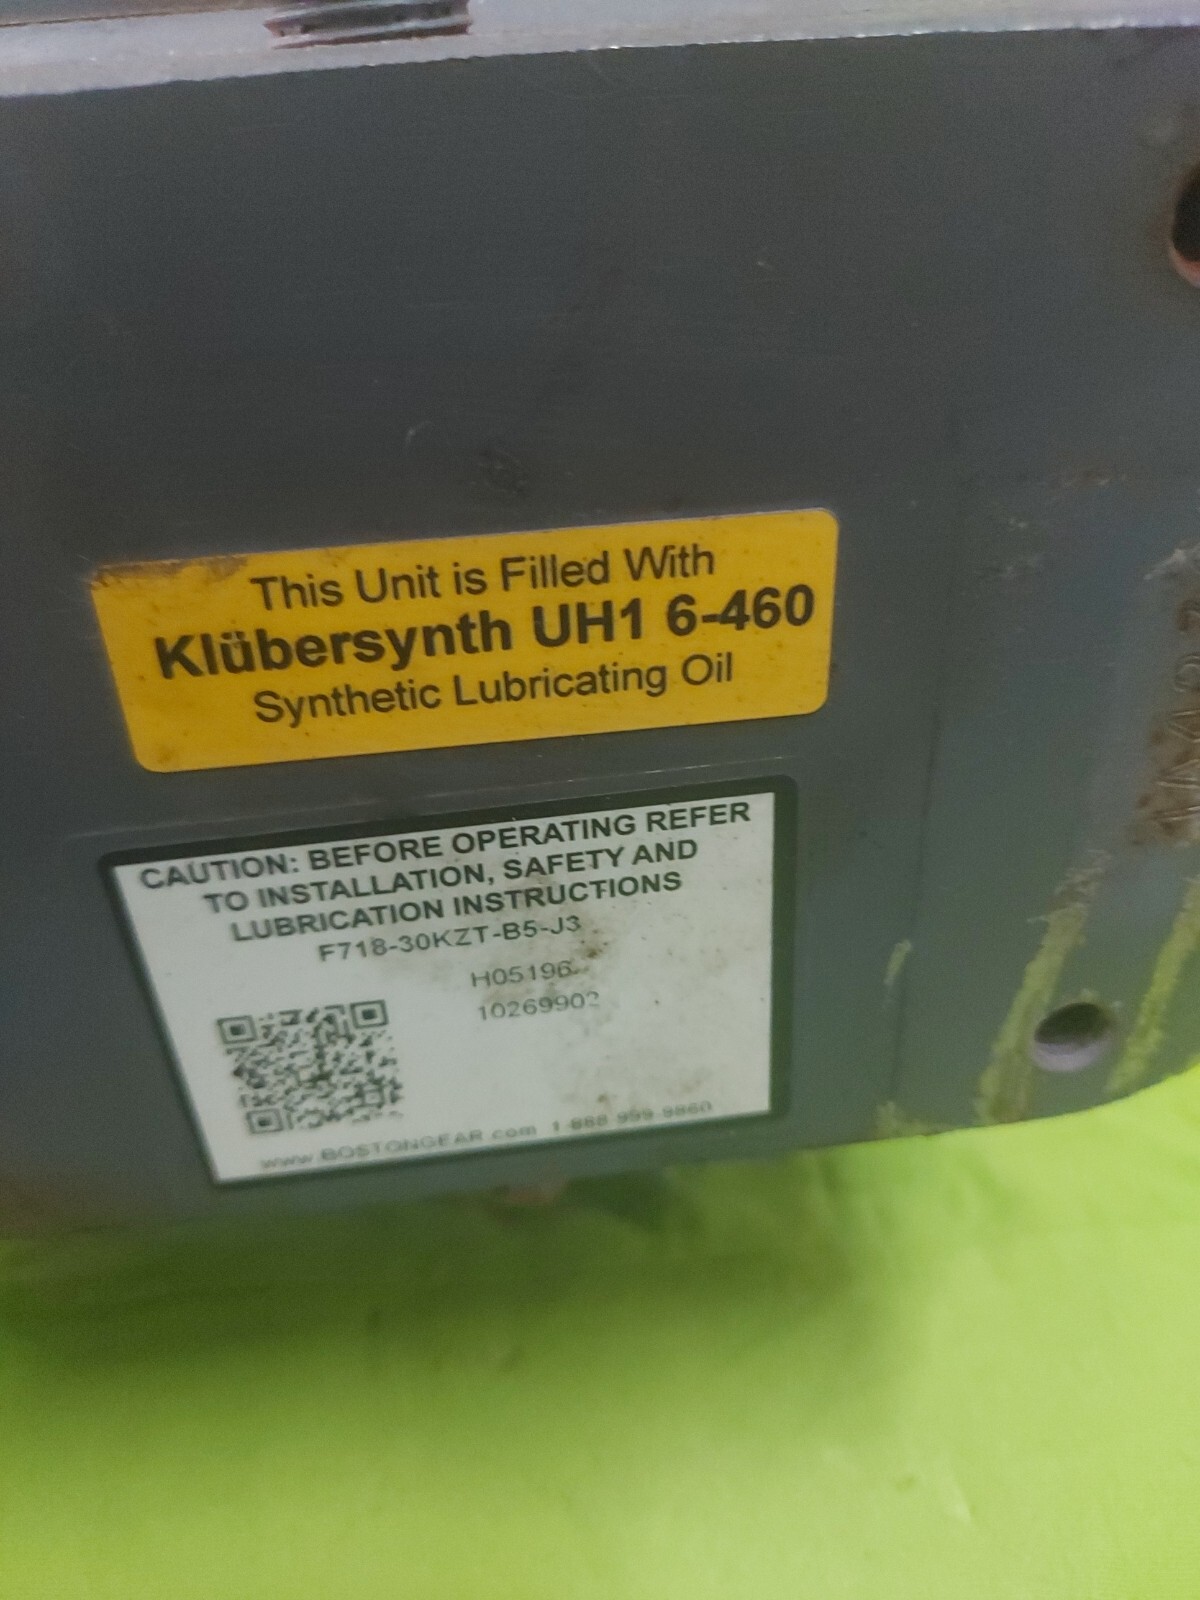 This Unit is Filled With
Klübersynth UH1 6-460
Synthetic Lubricating Oil
CAUTION: BEFORE OPERATING REFER
TO INSTALLATION, SAFETY AND
LUBRICATION INSTRUCTIONS
F718-30KZT-B5-J3
H05196
10269902
www.BOSTONGEAR.com 1-888-999-9860